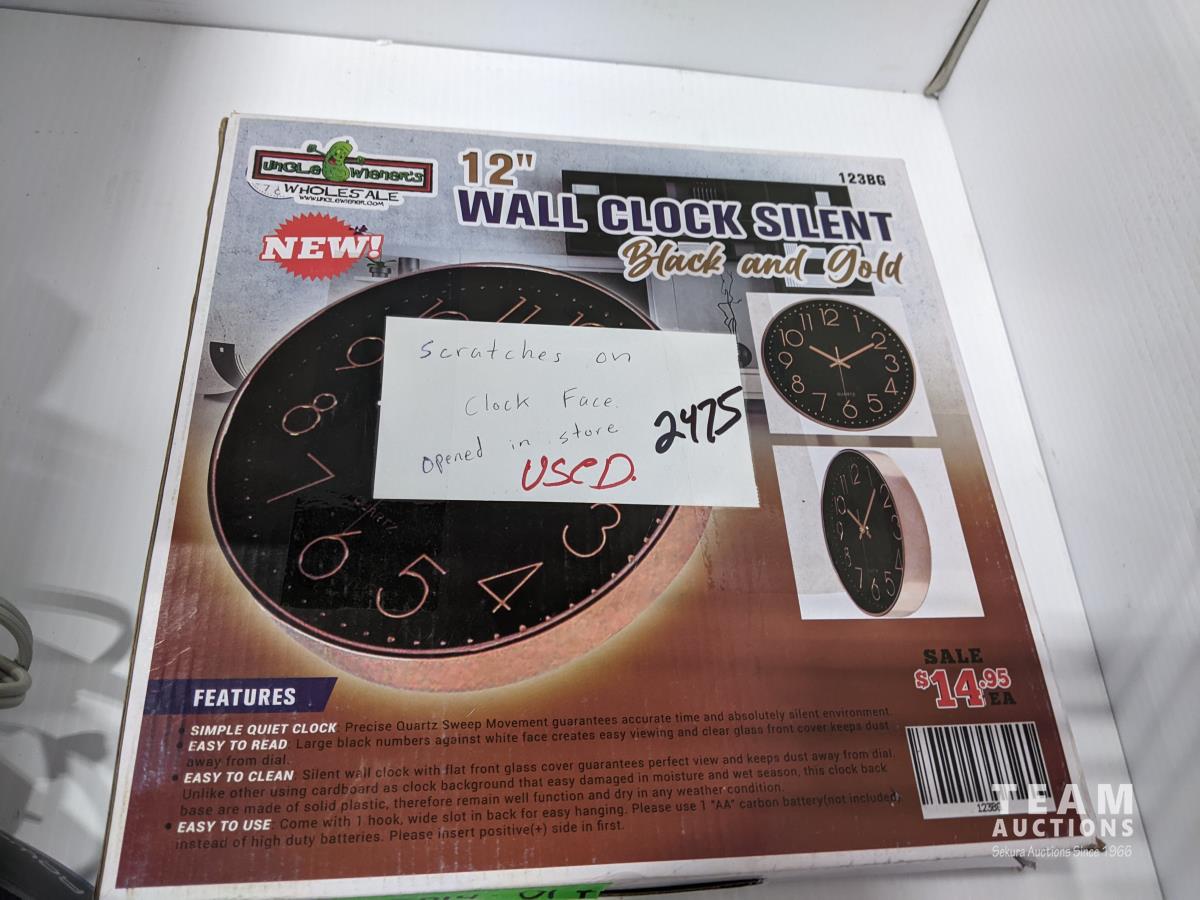 UNCLE WIENER'S
WHOLESALE
WWW.UNCLEWIENER.COM
NEW!
12"
WALL CLOCK SILENT
Black and Gold
123BG
Scratches on
Clock Face.
Opened in store
USED.
2475
SALE
$14.95
EA
FEATURES
• SIMPLE QUIET CLOCK: Precise Quartz Sweep Movement guarantees accurate time and absolutely silent environment.
• EASY TO READ: Large black numbers against white face creates easy viewing and clear glass front cover keeps dust
away from dial.
• EASY TO CLEAN: Silent wall clock with flat front glass cover guarantees perfect view and keeps dust away from dial.
Unlike other using cardboard as clock background that easy damaged in moisture and wet season, this clock back
base are made of solid plastic, therefore remain well function and dry in any weather condition.
• EASY TO USE: Come with 1 hook, wide slot in back for easy hanging. Please use 1 "AA" carbon battery(not included)
instead of high duty batteries. Please insert positive(+) side in first.
123BG
TEAM
AUCTIONS
Sekura Auctions Since 1966